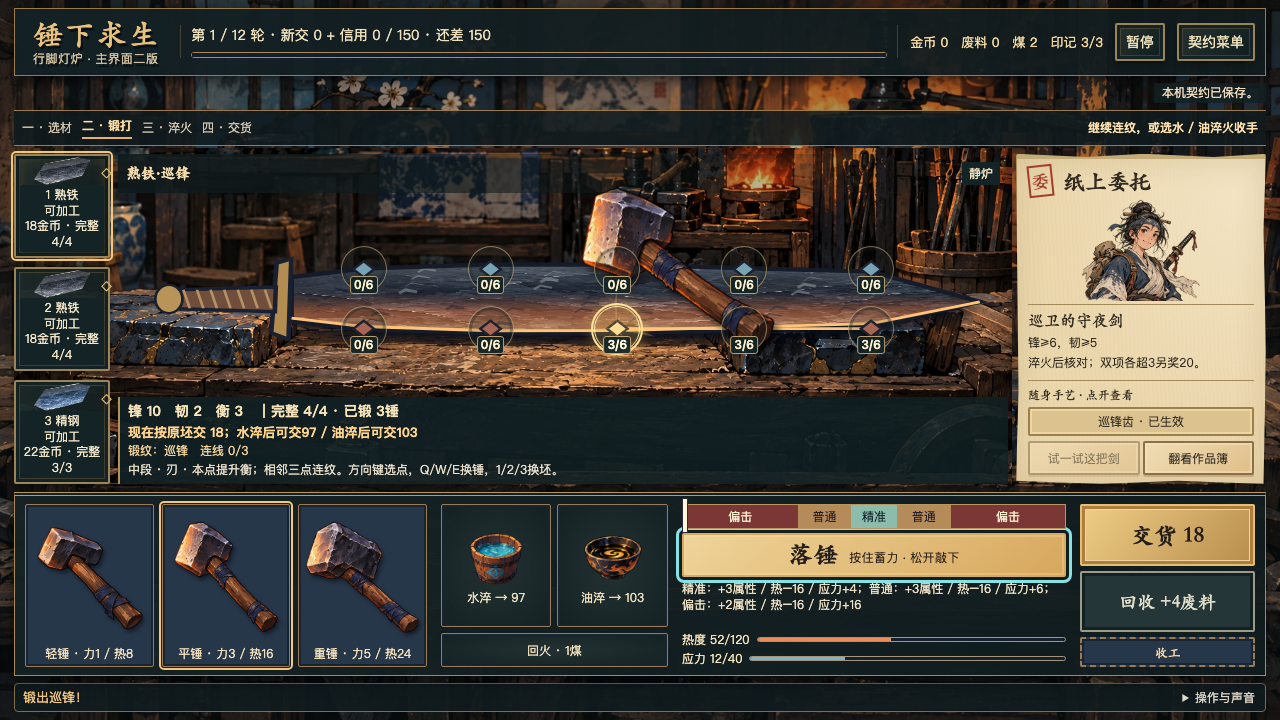 锤下求生
行脚灯炉 · 主界面二版
第 1 / 12 轮 · 新交 0 + 信用 0 / 150 · 还差 150
金币 0 废料 0 煤 2 印记 3/3
暂停
契约菜单
本机契约已保存。
一 · 选材 二 · 锻打 三 · 淬火 四 · 交货
继续连纹，或选水 / 油淬火收手
1 熟铁
可加工
18金币 · 完整
4/4
2 熟铁
可加工
18金币 · 完整
4/4
3 精钢
可加工
22金币 · 完整
3/3
熟铁·巡锋
静炉
0/6 0/6 0/6 0/6 0/6
0/6 0/6 3/6 3/6 3/6
锋 10 韧 2 衡 3 | 完整 4/4 · 已锻 3锤
现在按原坯交 18；水淬后可交97 / 油淬后可交103
锻纹：巡锋 连线 0/3
中段 · 刃 · 本点提升衡；相邻三点连纹。方向键选点，Q/W/E换锤，1/2/3换坯。
委
纸上委托
巡卫的守夜剑
锋≥6，韧≥5
淬火后核对；双项各超3另奖20。
随身手艺 · 点开查看
巡锋齿 · 已生效
试一试这把剑
翻看作品簿
轻锤 · 力1 / 热8
平锤 · 力3 / 热16
重锤 · 力5 / 热24
水淬 → 97
油淬 → 103
回火 · 1煤
偏击 普通 精准 普通 偏击
落锤 按住蓄力 · 松开敲下
精准：+3属性 / 热−16 / 应力+4；普通：+3属性 / 热−16 / 应力+6；
偏击：+2属性 / 热−16 / 应力+16
热度 52/120
应力 12/40
交货 18
回收 +4废料
收工
锻出巡锋！
▶ 操作与声音